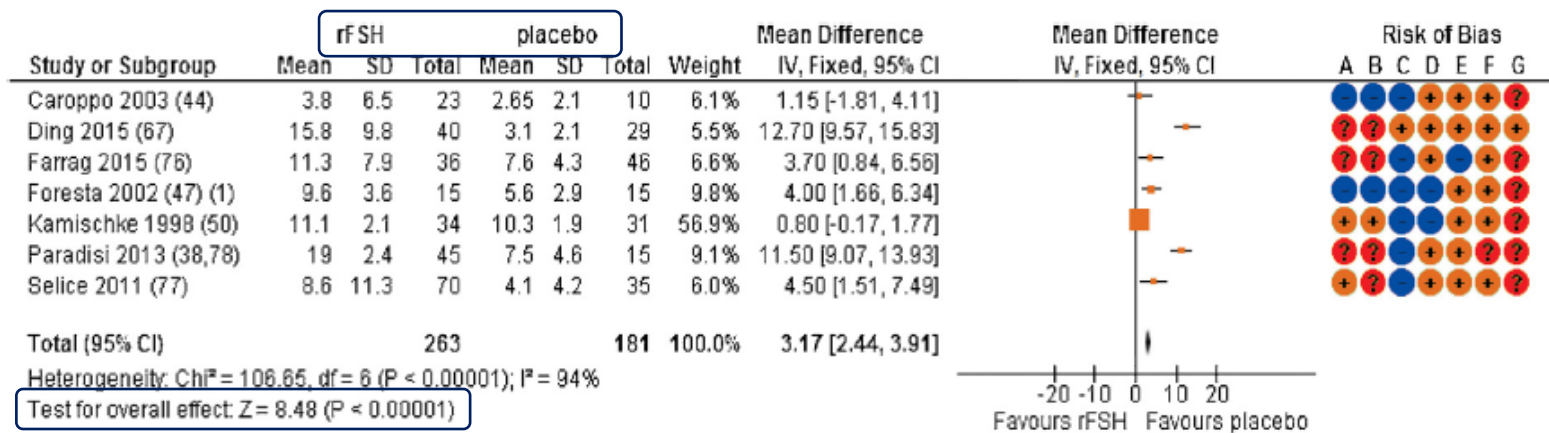 rFSH placebo Mean Difference Mean Difference Risk of Bias
Study or Subgroup Mean SD Total Mean SD Total Weight IV, Fixed, 95% CI IV, Fixed, 95% CI A B C D E F G
Caroppo 2003 (44) 3.8 6.5 23 2.65 2.1 10 6.1% 1.15 [-1.81, 4.11] - - - + + + ?
Ding 2015 (67) 15.8 9.8 40 3.1 2.1 29 5.5% 12.70 [9.57, 15.83] ? ? + + + + +
Farrag 2015 (76) 11.3 7.9 36 7.6 4.3 46 6.6% 3.70 [0.84, 6.56] ? ? - + - + ?
Foresta 2002 (47) (1) 9.6 3.6 15 5.6 2.9 15 9.8% 4.00 [1.66, 6.34] - - - - + + ?
Kamischke 1998 (50) 11.1 2.1 34 10.3 1.9 31 56.9% 0.80 [-0.17, 1.77] + + - - + + ?
Paradisi 2013 (38,78) 19 2.4 45 7.5 4.6 15 9.1% 11.50 [9.07, 13.93] ? ? - + + ? ?
Selice 2011 (77) 8.6 11.3 70 4.1 4.2 35 6.0% 4.50 [1.51, 7.49] + ? - + + + ?
Total (95% CI) 263 181 100.0% 3.17 [2.44, 3.91]
Heterogeneity: Chi² = 106.65, df = 6 (P < 0.00001); I² = 94%
Test for overall effect: Z = 8.48 (P < 0.00001)
-20 -10 0 10 20
Favours rFSH Favours placebo